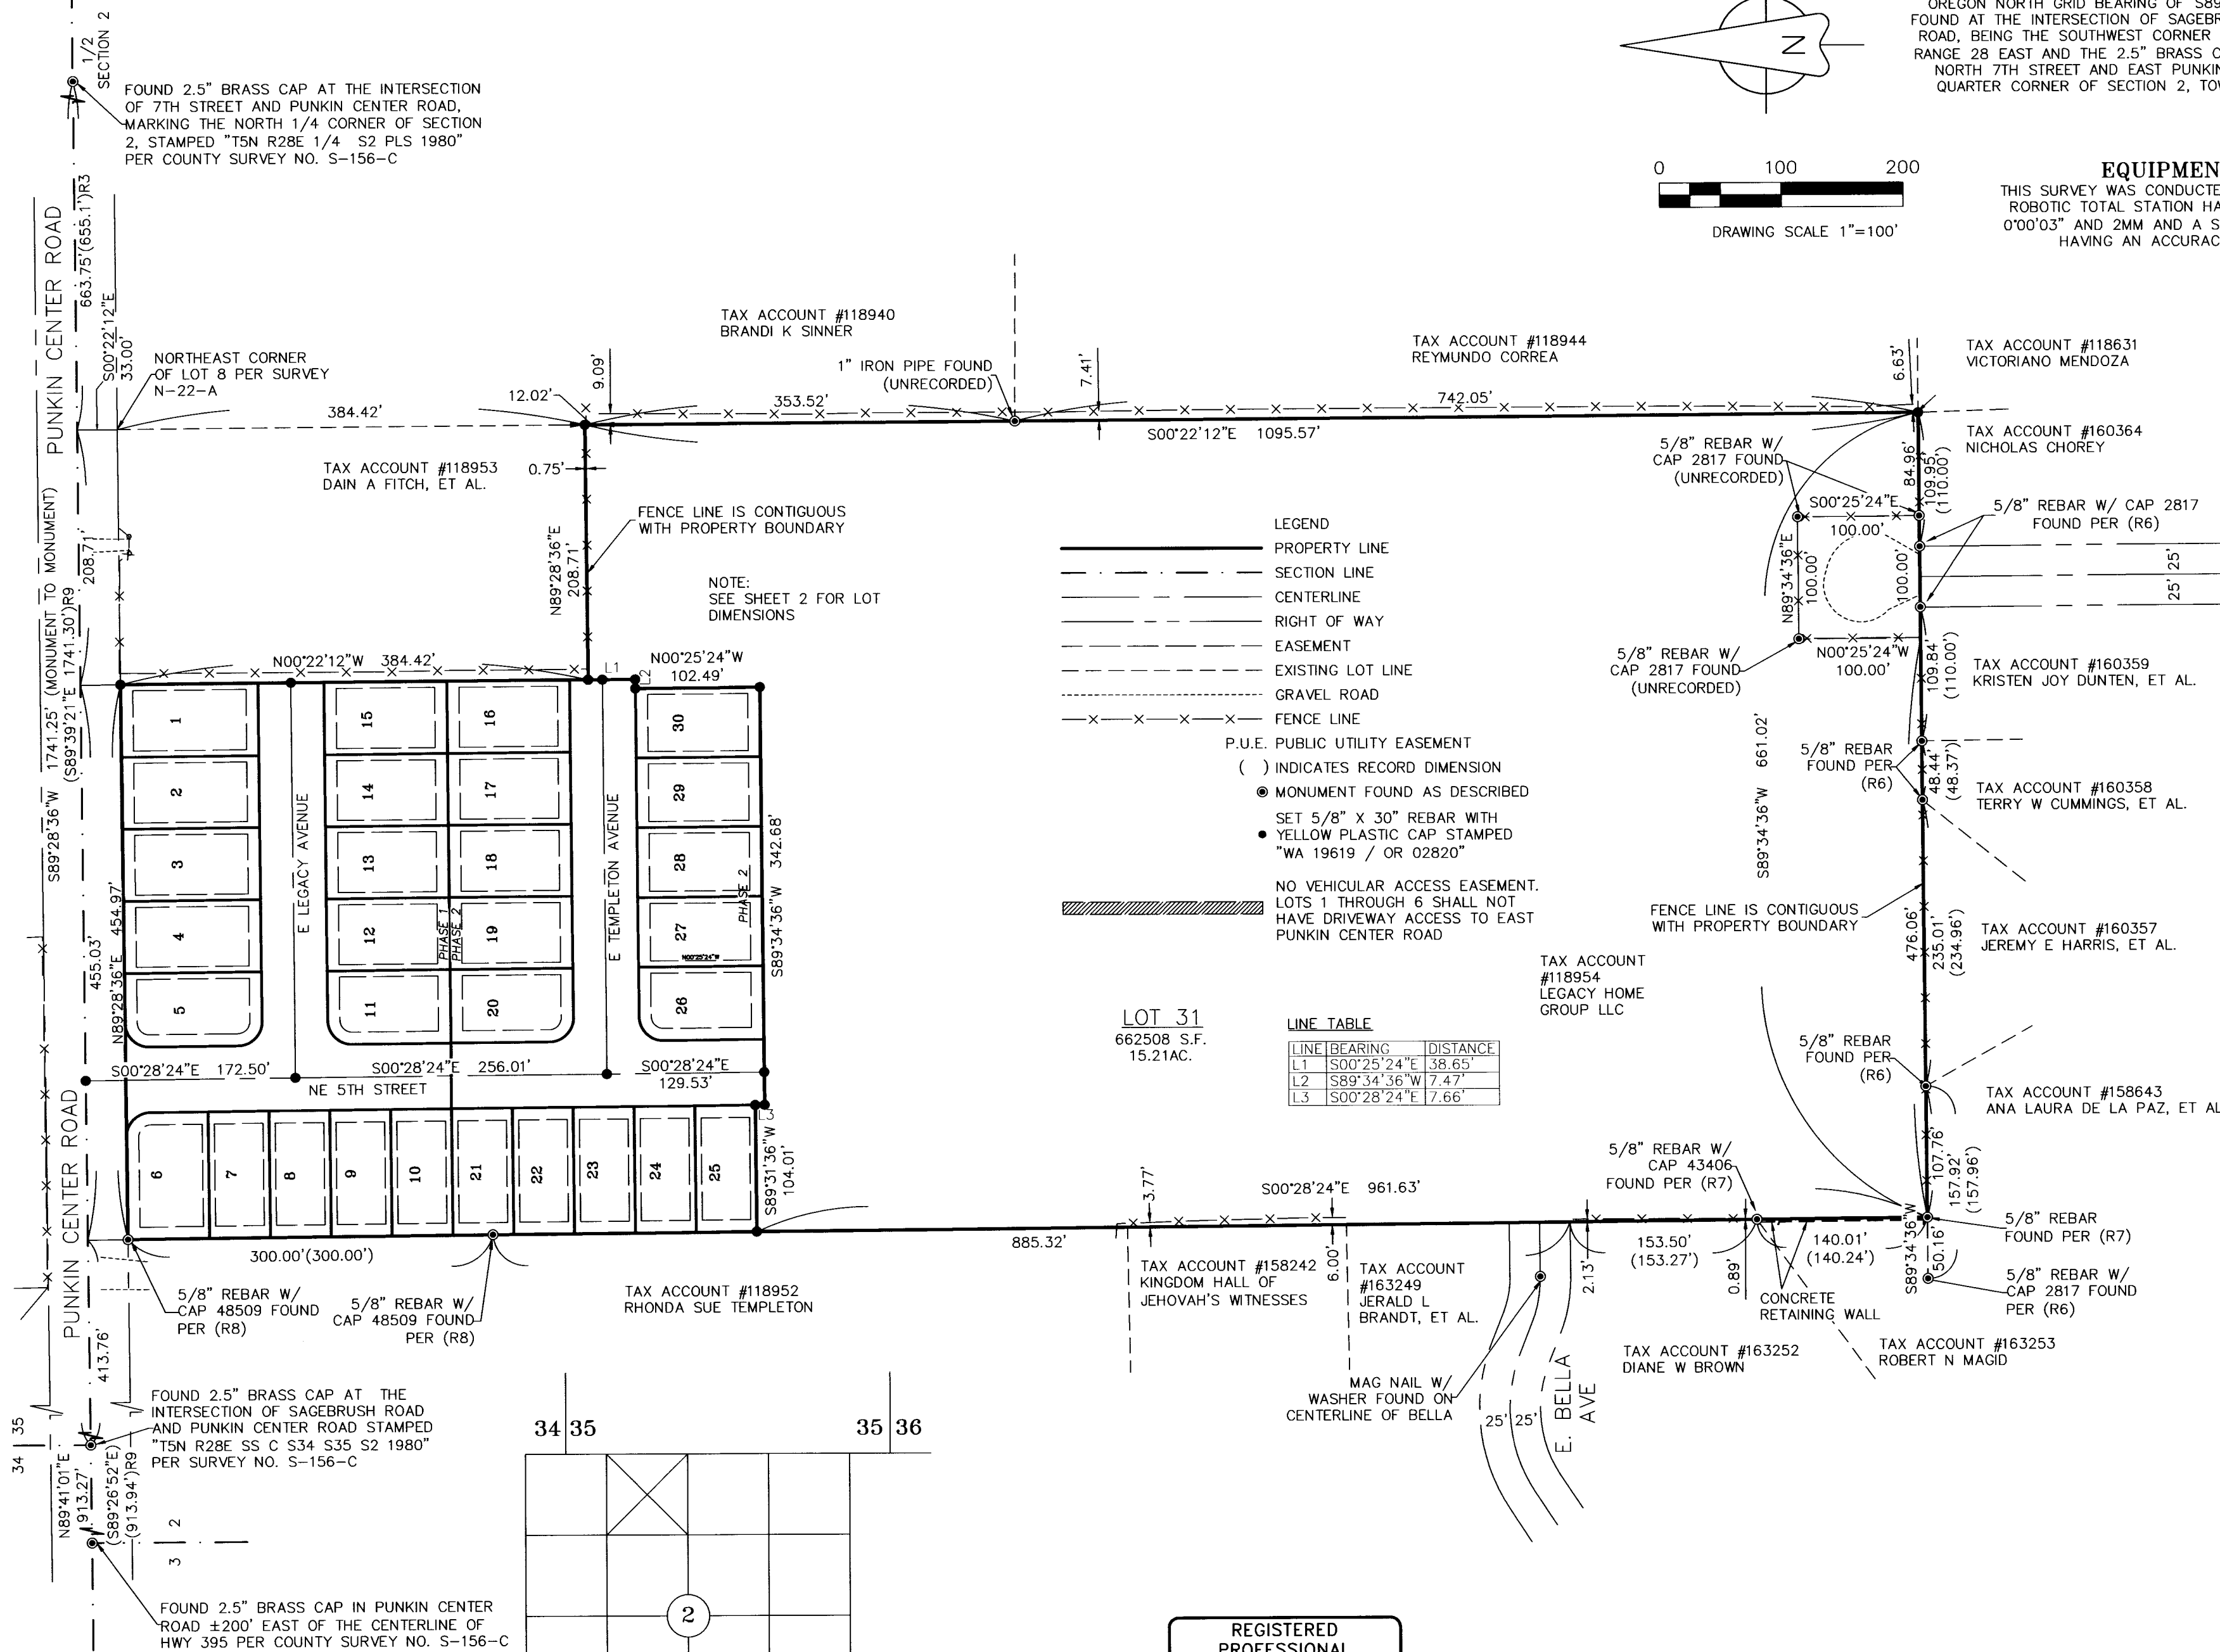 1/2
SECTION 2
FOUND 2.5" BRASS CAP AT THE INTERSECTION
OF 7TH STREET AND PUNKIN CENTER ROAD,
MARKING THE NORTH 1/4 CORNER OF SECTION
2, STAMPED "T5N R28E 1/4 S2 PLS 1980"
PER COUNTY SURVEY NO. S-156-C
N
OREGON NORTH GRID BEARING OF S89
FOUND AT THE INTERSECTION OF SAGEBR
ROAD, BEING THE SOUTHWEST CORNER
RANGE 28 EAST AND THE 2.5" BRASS C
NORTH 7TH STREET AND EAST PUNKIN
QUARTER CORNER OF SECTION 2, TOW
0 100 200
DRAWING SCALE 1"=100'
EQUIPMEN
THIS SURVEY WAS CONDUCTE
ROBOTIC TOTAL STATION HA
0°00'03" AND 2MM AND A S
HAVING AN ACCURAC
PUNKIN CENTER ROAD
663.75'(655.1')R3
S00°22'12"E
33.00'
NORTHEAST CORNER
OF LOT 8 PER SURVEY
N-22-A
384.42'
12.02'
9.09'
TAX ACCOUNT #118940
BRANDI K SINNER
353.52'
1" IRON PIPE FOUND
(UNRECORDED)
7.41'
S00°22'12"E 1095.57'
TAX ACCOUNT #118944
REYMUNDO CORREA
742.05'
6.63'
TAX ACCOUNT #118631
VICTORIANO MENDOZA
TAX ACCOUNT #160364
NICHOLAS CHOREY
5/8" REBAR W/
CAP 2817 FOUND
(UNRECORDED)
84.96'
109.95'
(110.00')
5/8" REBAR W/ CAP 2817
FOUND PER (R6)
S00°25'24"E
100.00'
N89°34'36"E
100.00'
100.00'
25' 25'
N00°25'24"W
100.00'
5/8" REBAR W/
CAP 2817 FOUND
(UNRECORDED)
109.84'
(110.00')
TAX ACCOUNT #160359
KRISTEN JOY DUNTEN, ET AL.
TAX ACCOUNT #118953
DAIN A FITCH, ET AL.
0.75'
FENCE LINE IS CONTIGUOUS
WITH PROPERTY BOUNDARY
N89°28'36"E
208.71'
NOTE:
SEE SHEET 2 FOR LOT
DIMENSIONS
208.71'
S89°28'36"W 1741.25' (MONUMENT TO MONUMENT)
(S89°39'21"E 1741.30')R9
N00°22'12"W 384.42'
L1
L2
N00°25'24"W
102.49'
LEGEND
PROPERTY LINE
SECTION LINE
CENTERLINE
RIGHT OF WAY
EASEMENT
EXISTING LOT LINE
GRAVEL ROAD
FENCE LINE
P.U.E. PUBLIC UTILITY EASEMENT
( ) INDICATES RECORD DIMENSION
MONUMENT FOUND AS DESCRIBED
SET 5/8" X 30" REBAR WITH
YELLOW PLASTIC CAP STAMPED
"WA 19619 / OR 02820"
NO VEHICULAR ACCESS EASEMENT.
LOTS 1 THROUGH 6 SHALL NOT
HAVE DRIVEWAY ACCESS TO EAST
PUNKIN CENTER ROAD
S89°34'36"W 661.02'
5/8" REBAR
FOUND PER
(R6)
48.44'
(48.37')
TAX ACCOUNT #160358
TERRY W CUMMINGS, ET AL.
FENCE LINE IS CONTIGUOUS
WITH PROPERTY BOUNDARY
476.06'
235.01'
(234.96')
TAX ACCOUNT #160357
JEREMY E HARRIS, ET AL.
1
2
3
4
5
E LEGACY AVENUE
15
14
13
12
11
16
17
18
19
20
PHASE 1
PHASE 2
E TEMPLETON AVENUE
30
29
28
27
26
PHASE 2
N00°25'24"W
S89°34'36"W 342.68'
N89°28'36"E 454.97'
455.03'
S00°28'24"E 172.50'
S00°28'24"E 256.01'
S00°28'24"E
129.53'
NE 5TH STREET
6
7
8
9
10
21
22
23
24
25
L3
S89°31'36"W
104.01'
TAX ACCOUNT
#118954
LEGACY HOME
GROUP LLC
LOT 31
662508 S.F.
15.21AC.
LINE TABLE
LINE BEARING DISTANCE
L1 S00°25'24"E 38.65'
L2 S89°34'36"W 7.47'
L3 S00°28'24"E 7.66'
5/8" REBAR
FOUND PER
(R6)
TAX ACCOUNT #158643
ANA LAURA DE LA PAZ, ET AL
107.76'
157.92'
(157.96')
5/8" REBAR W/
CAP 43406
FOUND PER (R7)
S89°34'36"W
50.16'
5/8" REBAR
FOUND PER (R7)
5/8" REBAR W/
CAP 2817 FOUND
PER (R6)
PUNKIN CENTER ROAD
300.00'(300.00')
885.32'
3.77'
S00°28'24"E 961.63'
6.00'
2.13'
153.50'
(153.27')
0.89'
140.01'
(140.24')
CONCRETE
RETAINING WALL
5/8" REBAR W/
CAP 48509 FOUND
PER (R8)
5/8" REBAR W/
CAP 48509 FOUND
PER (R8)
TAX ACCOUNT #118952
RHONDA SUE TEMPLETON
TAX ACCOUNT #158242
KINGDOM HALL OF
JEHOVAH'S WITNESSES
TAX ACCOUNT
#163249
JERALD L
BRANDT, ET AL.
TAX ACCOUNT #163252
DIANE W BROWN
TAX ACCOUNT #163253
ROBERT N MAGID
MAG NAIL W/
WASHER FOUND ON
CENTERLINE OF BELLA
25' 25'
E. BELLA
AVE
413.76'
FOUND 2.5" BRASS CAP AT THE
INTERSECTION OF SAGEBRUSH ROAD
AND PUNKIN CENTER ROAD STAMPED
"T5N R28E SS C S34 S35 S2 1980"
PER SURVEY NO. S-156-C
34 35
N89°41'01"E
913.27'
(S89°26'52"E)
(913.94')R9
3 2
34 35
35 36
2
FOUND 2.5" BRASS CAP IN PUNKIN CENTER
ROAD ±200' EAST OF THE CENTERLINE OF
HWY 395 PER COUNTY SURVEY NO. S-156-C
REGISTERED
PROFESSIONAL